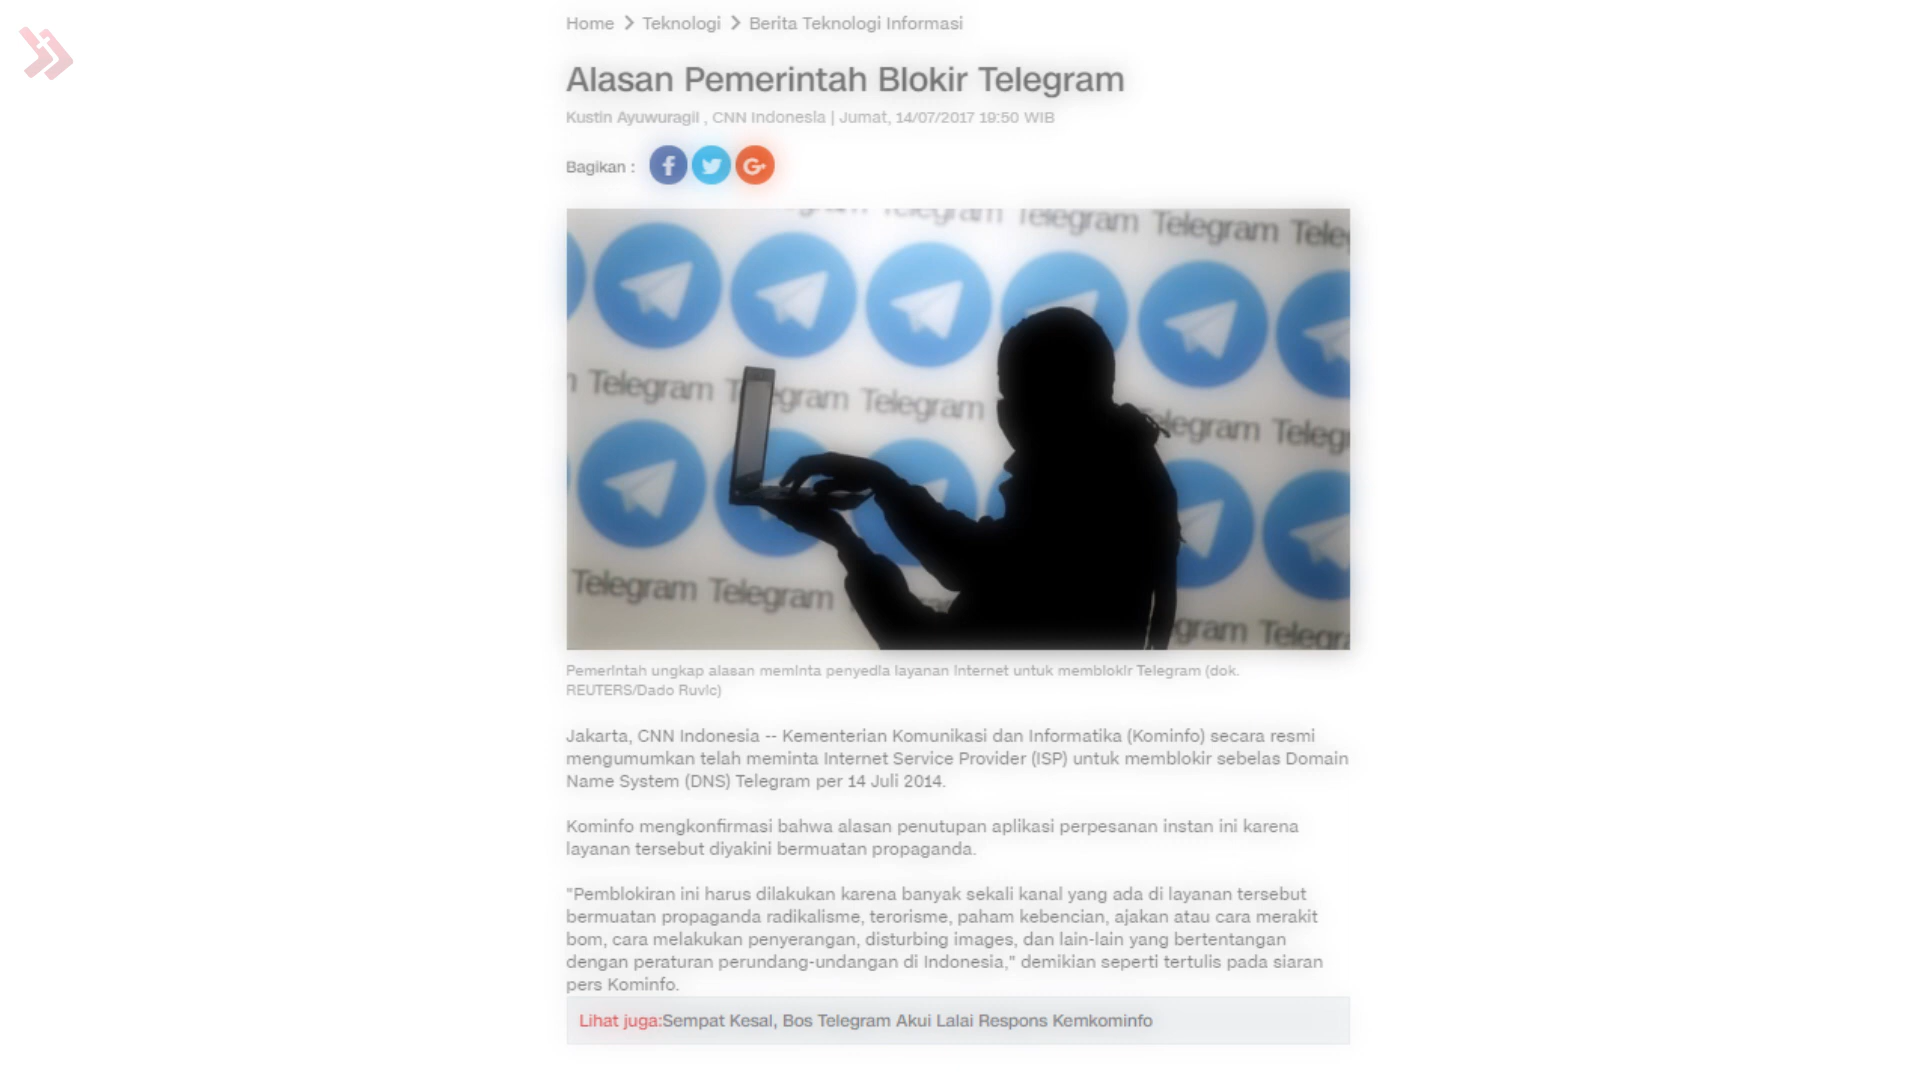 Home > Teknologi > Berita Teknologi Informasi
Alasan Pemerintah Blokir Telegram
Kustin Ayuwuragil , CNN Indonesia | Jumat, 14/07/2017 19:50 WIB
Bagikan :
Telegram Telegram Telegram Telegram
Telegram Telegram
Telegram Telegram
Telegram
Pemerintah ungkap alasan meminta penyedia layanan internet untuk memblokir Telegram (dok.
REUTERS/Dado Ruvic)
Jakarta, CNN Indonesia -- Kementerian Komunikasi dan Informatika (Kominfo) secara resmi
mengumumkan telah meminta Internet Service Provider (ISP) untuk memblokir sebelas Domain
Name System (DNS) Telegram per 14 Juli 2014.
Kominfo mengkonfirmasi bahwa alasan penutupan aplikasi perpesanan instan ini karena
layanan tersebut diyakini bermuatan propaganda.
"Pemblokiran ini harus dilakukan karena banyak sekali kanal yang ada di layanan tersebut
bermuatan propaganda radikalisme, terorisme, paham kebencian, ajakan atau cara merakit
bom, cara melakukan penyerangan, disturbing images, dan lain-lain yang bertentangan
dengan peraturan perundang-undangan di Indonesia," demikian seperti tertulis pada siaran
pers Kominfo.
Lihat juga:Sempat Kesal, Bos Telegram Akui Lalai Respons Kemkominfo